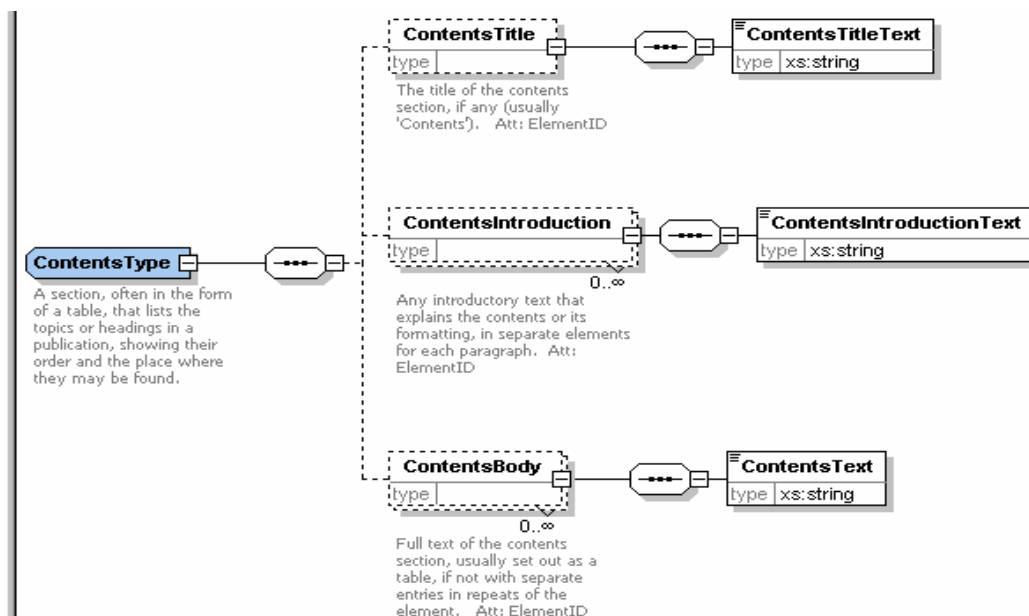 ContentsTitle
type
ContentsTitleText
type xs:string
The title of the contents
section, if any (usually
'Contents'). Att: ElementID
ContentsIntroduction
type
0..∞
ContentsIntroductionText
type xs:string
Any introductory text that
explains the contents or its
formatting, in separate elements
for each paragraph. Att:
ElementID
ContentsType
A section, often in the form
of a table, that lists the
topics or headings in a
publication, showing their
order and the place where
they may be found.
ContentsBody
type
0..∞
ContentsText
type xs:string
Full text of the contents
section, usually set out as a
table, if not with separate
entries in repeats of the
element. Att: ElementID